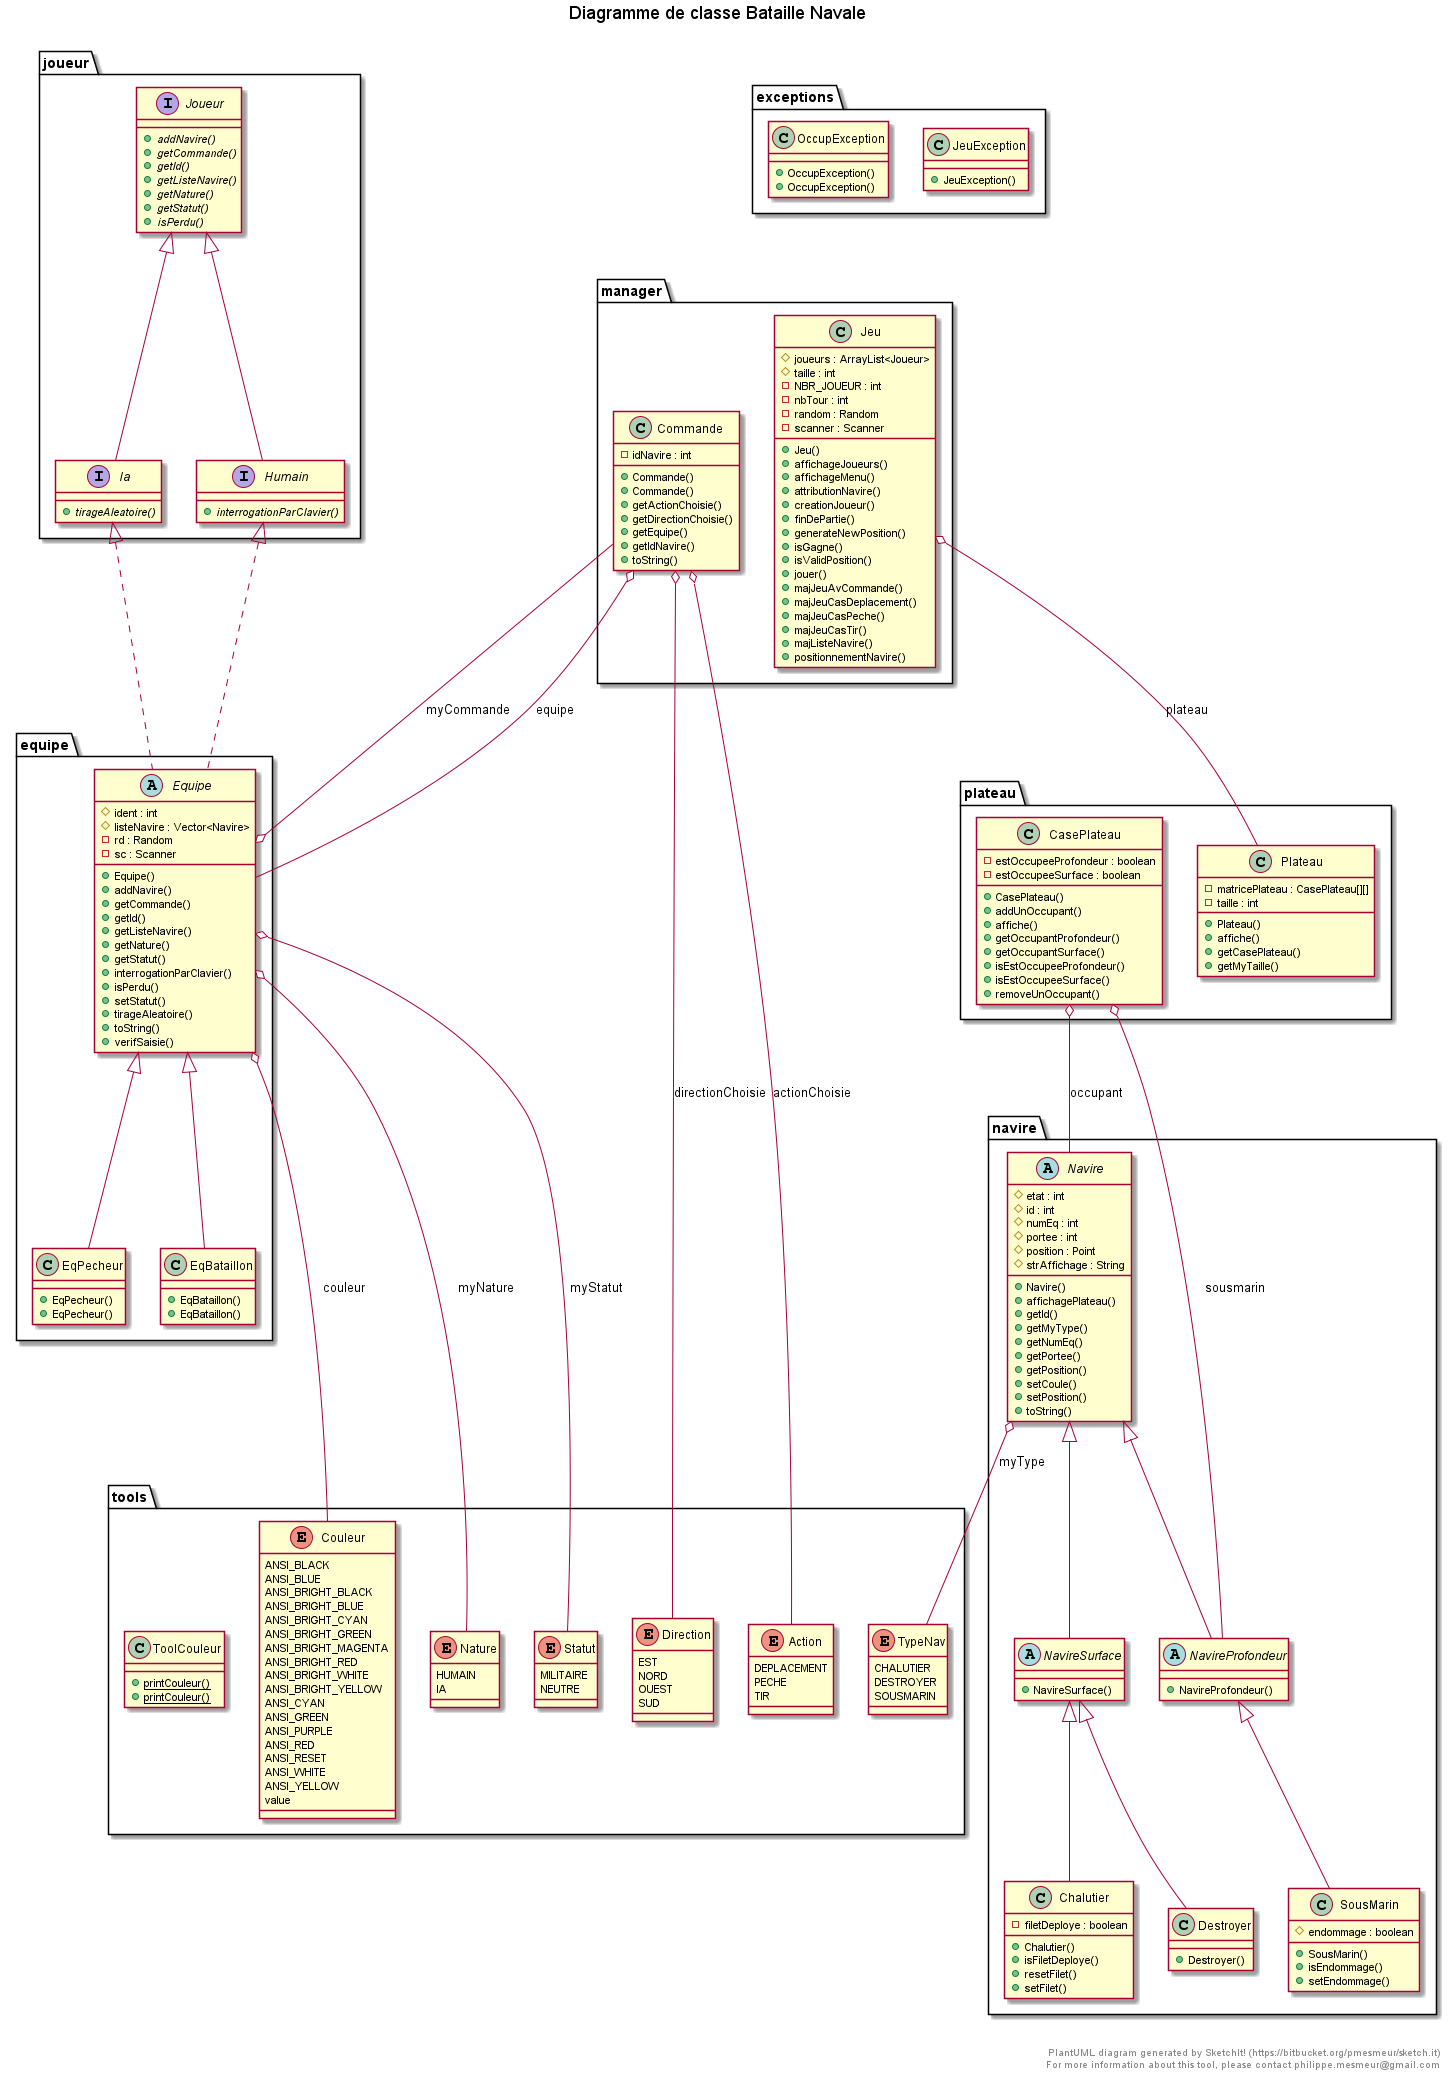 Diagramme de classe Bataille Navale
joueur
I Joueur
addNavire()
getCommande()
getId()
getListeNavire()
getNature()
getStatut()
isPerdu()
I Ia
tirageAleatoire()
I Humain
interrogationParClavier()
exceptions
C OccupException
OccupException()
OccupException()
C JeuException
JeuException()
manager
C Commande
idNavire : int
Commande()
Commande()
getActionChoisie()
getDirectionChoisie()
getEquipe()
getIdNavire()
toString()
C Jeu
joueurs : ArrayList<Joueur>
taille : int
NBR_JOUEUR : int
nbTour : int
random : Random
scanner : Scanner
Jeu()
affichageJoueurs()
affichageMenu()
attributionNavire()
creationJoueur()
finDePartie()
generateNewPosition()
isGagne()
isValidPosition()
jouer()
majJeuAvCommande()
majJeuCasDeplacement()
majJeuCasPeche()
majJeuCasTir()
majListeNavire()
positionnementNavire()
myCommande
equipe
plateau
equipe
A Equipe
ident : int
listeNavire : Vector<Navire>
rd : Random
sc : Scanner
Equipe()
addNavire()
getCommande()
getId()
getListeNavire()
getNature()
getStatut()
interrogationParClavier()
isPerdu()
setStatut()
tirageAleatoire()
toString()
verifSaisie()
C EqPecheur
EqPecheur()
EqPecheur()
C EqBataillon
EqBataillon()
EqBataillon()
plateau
C CasePlateau
estOccupeeProfondeur : boolean
estOccupeeSurface : boolean
CasePlateau()
addUnOccupant()
affiche()
getOccupantProfondeur()
getOccupantSurface()
isEstOccupeeProfondeur()
isEstOccupeeSurface()
removeUnOccupant()
C Plateau
matricePlateau : CasePlateau[][]
taille : int
Plateau()
affiche()
getCasePlateau()
getMyTaille()
directionChoisie
actionChoisie
occupant
couleur
myNature
myStatut
sousmarin
navire
A Navire
etat : int
id : int
numEq : int
portee : int
position : Point
strAffichage : String
Navire()
affichagePlateau()
getId()
getMyType()
getNumEq()
getPortee()
getPosition()
setCoule()
setPosition()
toString()
myType
tools
C ToolCouleur
printCouleur()
printCouleur()
E Couleur
ANSI_BLACK
ANSI_BLUE
ANSI_BRIGHT_BLACK
ANSI_BRIGHT_BLUE
ANSI_BRIGHT_CYAN
ANSI_BRIGHT_GREEN
ANSI_BRIGHT_MAGENTA
ANSI_BRIGHT_RED
ANSI_BRIGHT_WHITE
ANSI_BRIGHT_YELLOW
ANSI_CYAN
ANSI_GREEN
ANSI_PURPLE
ANSI_RED
ANSI_RESET
ANSI_WHITE
ANSI_YELLOW
value
E Nature
HUMAIN
IA
E Statut
MILITAIRE
NEUTRE
E Direction
EST
NORD
OUEST
SUD
E Action
DEPLACEMENT
PECHE
TIR
E TypeNav
CHALUTIER
DESTROYER
SOUSMARIN
A NavireSurface
NavireSurface()
A NavireProfondeur
NavireProfondeur()
C Chalutier
filetDeploye : boolean
Chalutier()
isFiletDeploye()
resetFilet()
setFilet()
C Destroyer
Destroyer()
C SousMarin
endommage : boolean
SousMarin()
isEndommage()
setEndommage()
PlantUML diagram generated by SketchIt! (https://bitbucket.org/pmesmeur/sketch.it)
For more information about this tool, please contact philippe.mesmeur@gmail.com